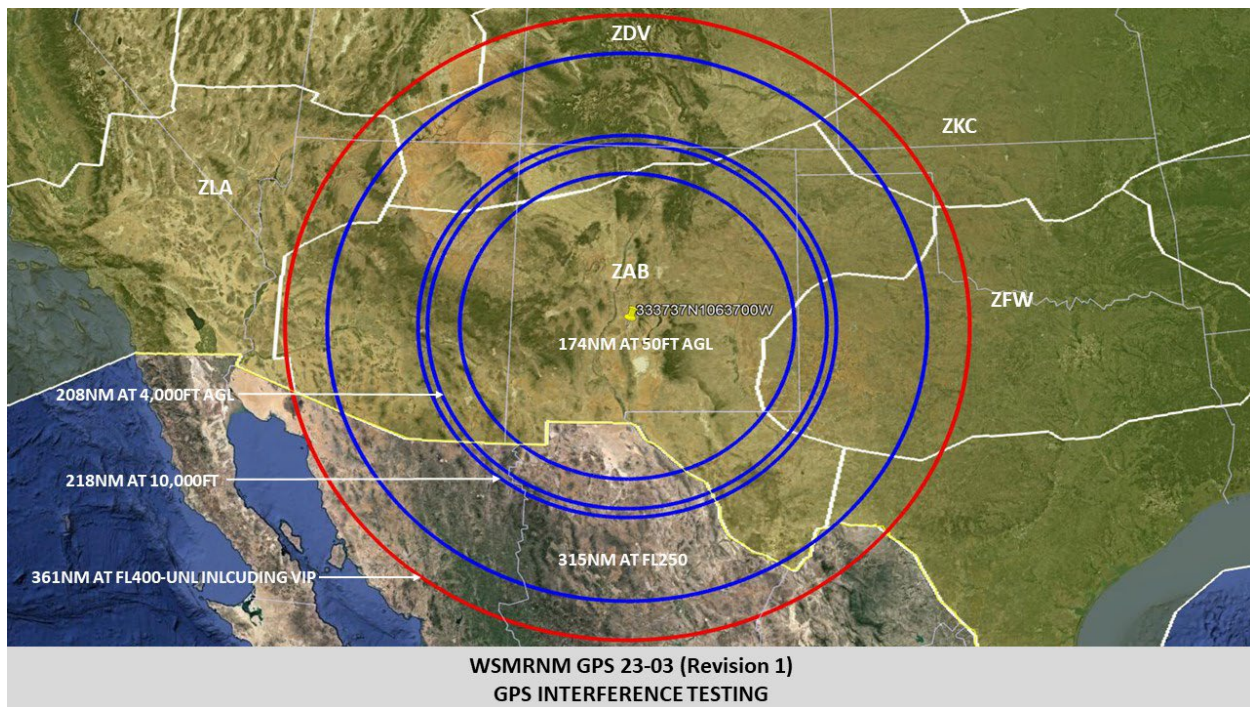 ZDV
ZKC
ZLA
ZAB
333737N1063700W
ZFW
174NM AT 50FT AGL
208NM AT 4,000FT AGL
218NM AT 10,000FT
315NM AT FL250
361NM AT FL400-UNL INLCUDING VIP
WSMRNM GPS 23-03 (Revision 1)
GPS INTERFERENCE TESTING